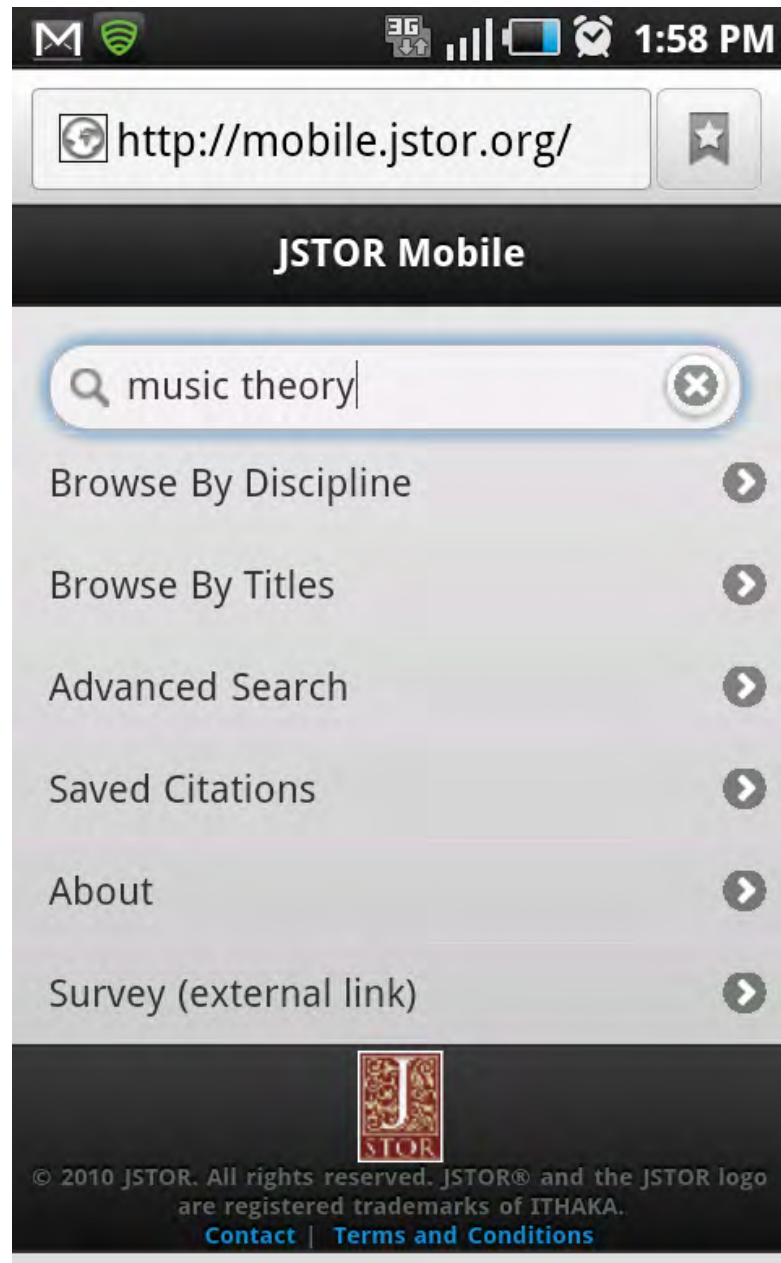 3G 1:58 PM
http://mobile.jstor.org/
JSTOR Mobile
music theory
Browse By Discipline
Browse By Titles
Advanced Search
Saved Citations
About
Survey (external link)
J
STOR
© 2010 JSTOR. All rights reserved. JSTOR® and the JSTOR logo
are registered trademarks of ITHAKA.
Contact | Terms and Conditions